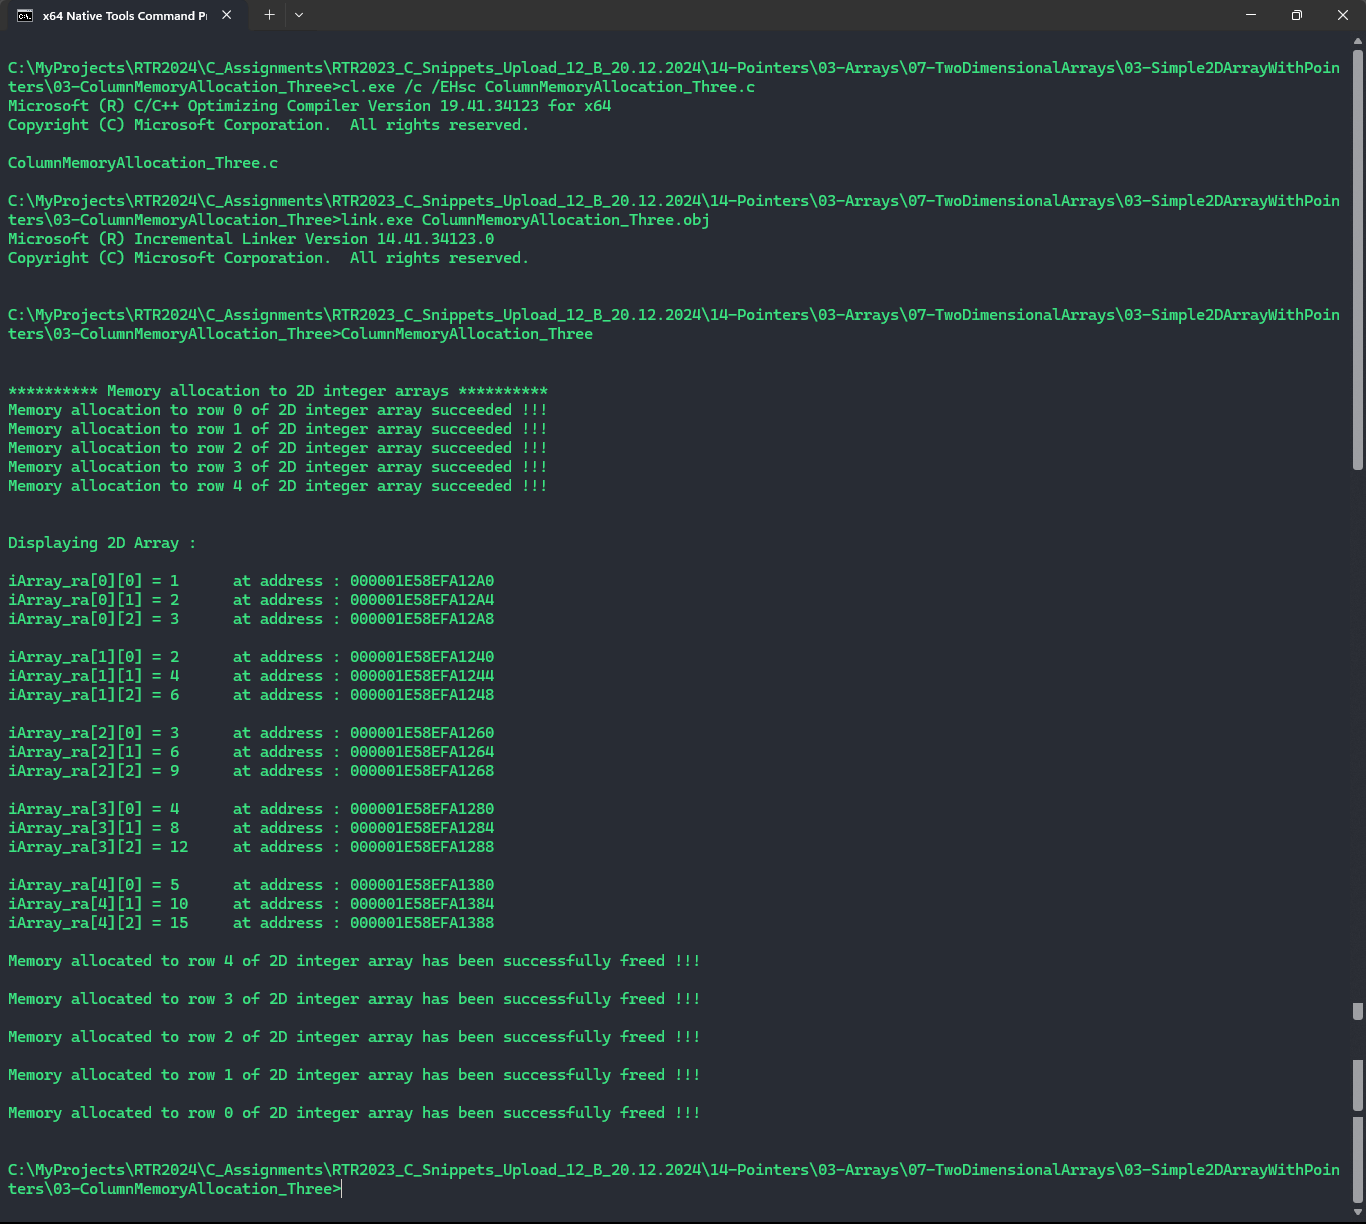 x64 Native Tools Command Pr
C:\MyProjects\RTR2024\C_Assignments\RTR2023_C_Snippets_Upload_12_B_20.12.2024\14-Pointers\03-Arrays\07-TwoDimensionalArrays\03-Simple2DArrayWithPoin
ters\03-ColumnMemoryAllocation_Three>cl.exe /c /EHsc ColumnMemoryAllocation_Three.c
Microsoft (R) C/C++ Optimizing Compiler Version 19.41.34123 for x64
Copyright (C) Microsoft Corporation.  All rights reserved.

ColumnMemoryAllocation_Three.c

C:\MyProjects\RTR2024\C_Assignments\RTR2023_C_Snippets_Upload_12_B_20.12.2024\14-Pointers\03-Arrays\07-TwoDimensionalArrays\03-Simple2DArrayWithPoin
ters\03-ColumnMemoryAllocation_Three>link.exe ColumnMemoryAllocation_Three.obj
Microsoft (R) Incremental Linker Version 14.41.34123.0
Copyright (C) Microsoft Corporation.  All rights reserved.

C:\MyProjects\RTR2024\C_Assignments\RTR2023_C_Snippets_Upload_12_B_20.12.2024\14-Pointers\03-Arrays\07-TwoDimensionalArrays\03-Simple2DArrayWithPoin
ters\03-ColumnMemoryAllocation_Three>ColumnMemoryAllocation_Three

********** Memory allocation to 2D integer arrays **********
Memory allocation to row 0 of 2D integer array succeeded !!!
Memory allocation to row 1 of 2D integer array succeeded !!!
Memory allocation to row 2 of 2D integer array succeeded !!!
Memory allocation to row 3 of 2D integer array succeeded !!!
Memory allocation to row 4 of 2D integer array succeeded !!!

Displaying 2D Array :

iArray_ra[0][0] = 1      at address : 000001E58EFA12A0
iArray_ra[0][1] = 2      at address : 000001E58EFA12A4
iArray_ra[0][2] = 3      at address : 000001E58EFA12A8

iArray_ra[1][0] = 2      at address : 000001E58EFA1240
iArray_ra[1][1] = 4      at address : 000001E58EFA1244
iArray_ra[1][2] = 6      at address : 000001E58EFA1248

iArray_ra[2][0] = 3      at address : 000001E58EFA1260
iArray_ra[2][1] = 6      at address : 000001E58EFA1264
iArray_ra[2][2] = 9      at address : 000001E58EFA1268

iArray_ra[3][0] = 4      at address : 000001E58EFA1280
iArray_ra[3][1] = 8      at address : 000001E58EFA1284
iArray_ra[3][2] = 12     at address : 000001E58EFA1288

iArray_ra[4][0] = 5      at address : 000001E58EFA1380
iArray_ra[4][1] = 10     at address : 000001E58EFA1384
iArray_ra[4][2] = 15     at address : 000001E58EFA1388

Memory allocated to row 4 of 2D integer array has been successfully freed !!!

Memory allocated to row 3 of 2D integer array has been successfully freed !!!

Memory allocated to row 2 of 2D integer array has been successfully freed !!!

Memory allocated to row 1 of 2D integer array has been successfully freed !!!

Memory allocated to row 0 of 2D integer array has been successfully freed !!!

C:\MyProjects\RTR2024\C_Assignments\RTR2023_C_Snippets_Upload_12_B_20.12.2024\14-Pointers\03-Arrays\07-TwoDimensionalArrays\03-Simple2DArrayWithPoin
ters\03-ColumnMemoryAllocation_Three>